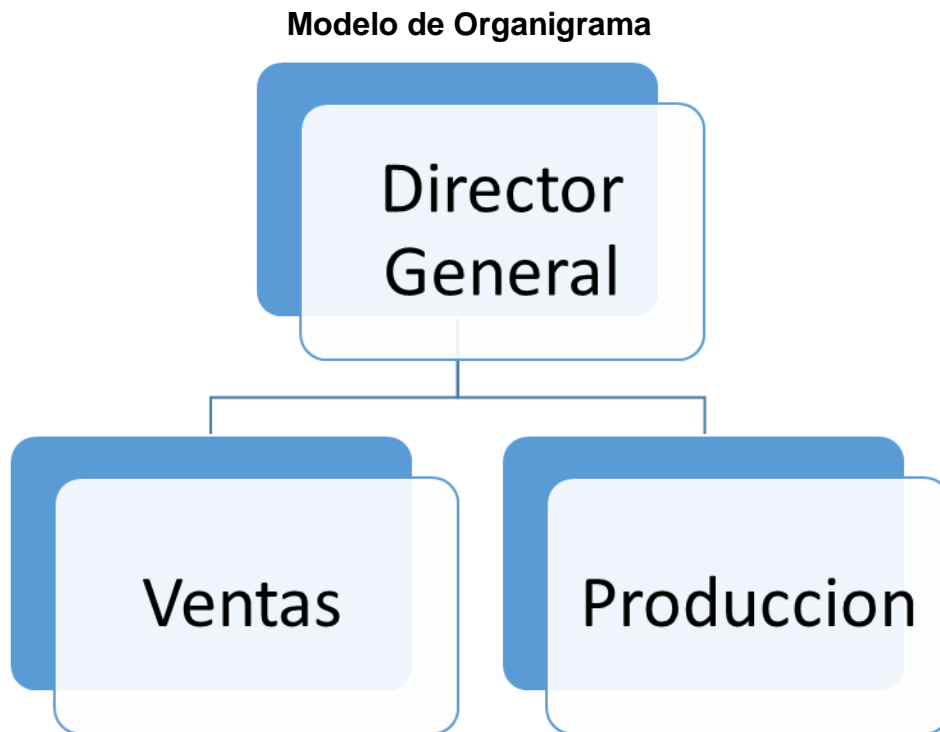 Modelo de Organigrama
Director
General
Ventas
Produccion